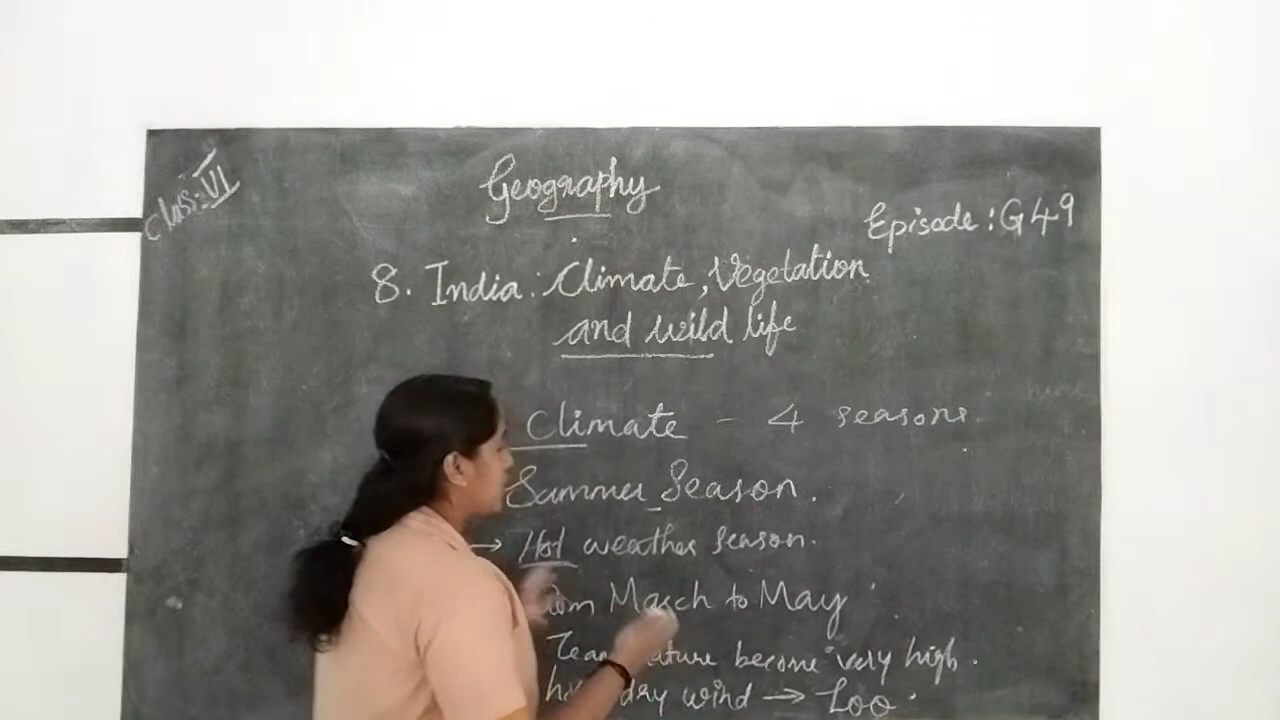 Class: VI
Geography
Episode: G49
8. India: Climate, Vegetation
and wild life
Climate - 4 seasons.
Summer Season.
→ Hot weather season.
March to May
become very high.
dry wind → Loo.